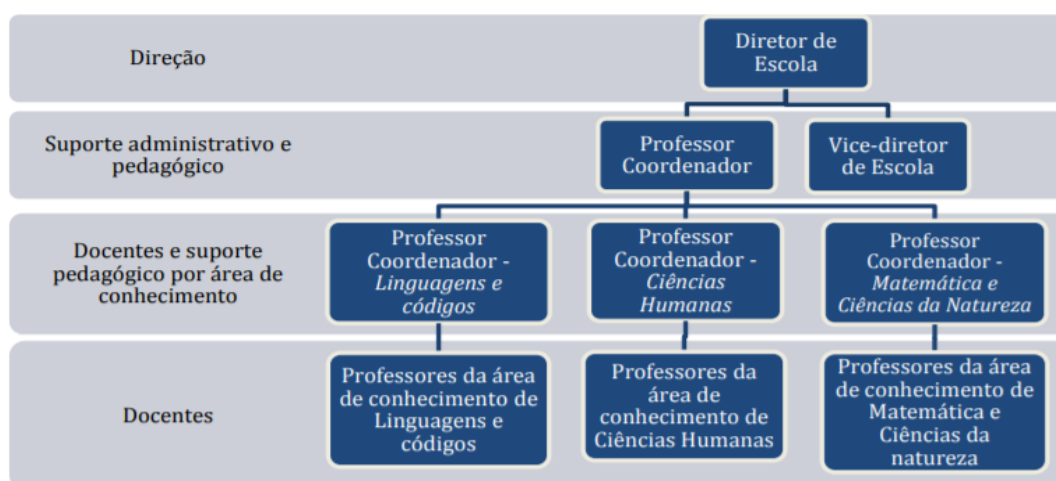 Direção
Diretor de
Escola
Suporte administrativo e
pedagógico
Professor
Coordenador
Vice-diretor
de Escola
Docentes e suporte
pedagógico por área de
conhecimento
Professor
Coordenador -
Linguagens e
códigos
Professor
Coordenador -
Ciências
Humanas
Professor
Coordenador -
Matemática e
Ciências da Natureza
Docentes
Professores da área
de conhecimento de
Linguagens e
códigos
Professores da
área de
conhecimento de
Ciências Humanas
Professores da área
de conhecimento de
Matemática e
Ciências da
natureza